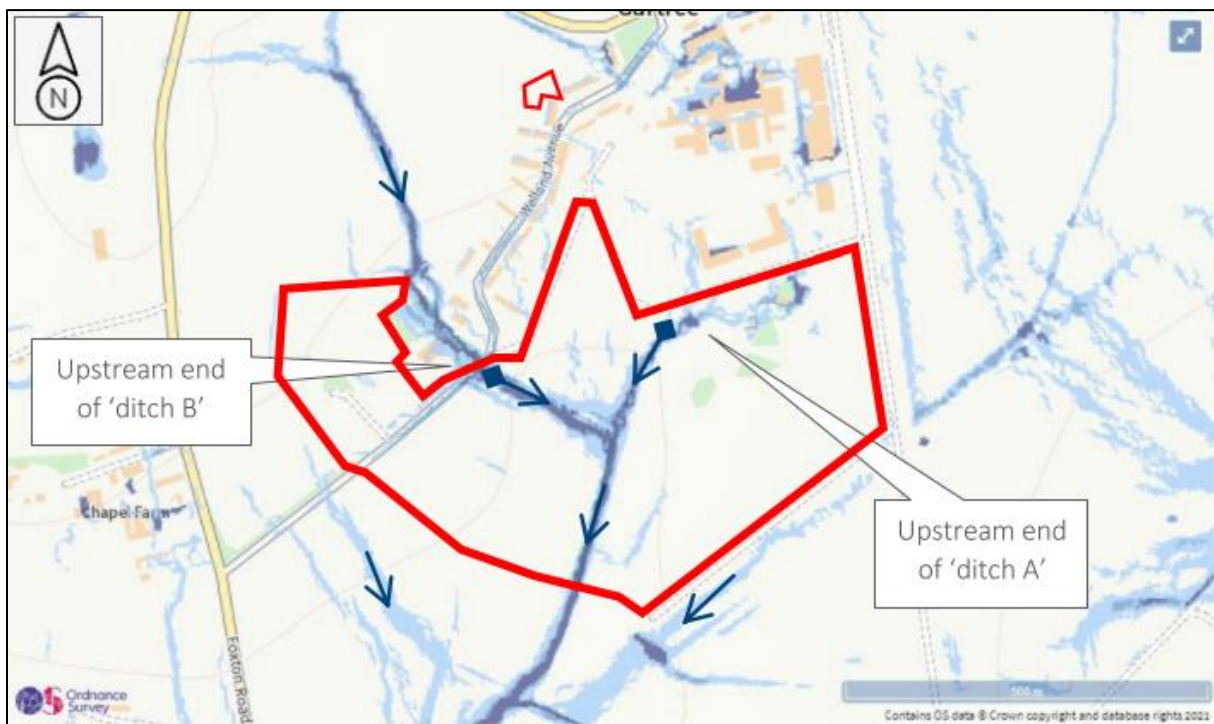 Gartree
N
Welland Avenue
Upstream end
of ‘ditch B’
Chapel Farm
Upstream end
of ‘ditch A’
Foxton Road
Ordnance
Survey
500 m
Contains OS data © Crown copyright and database rights 2021